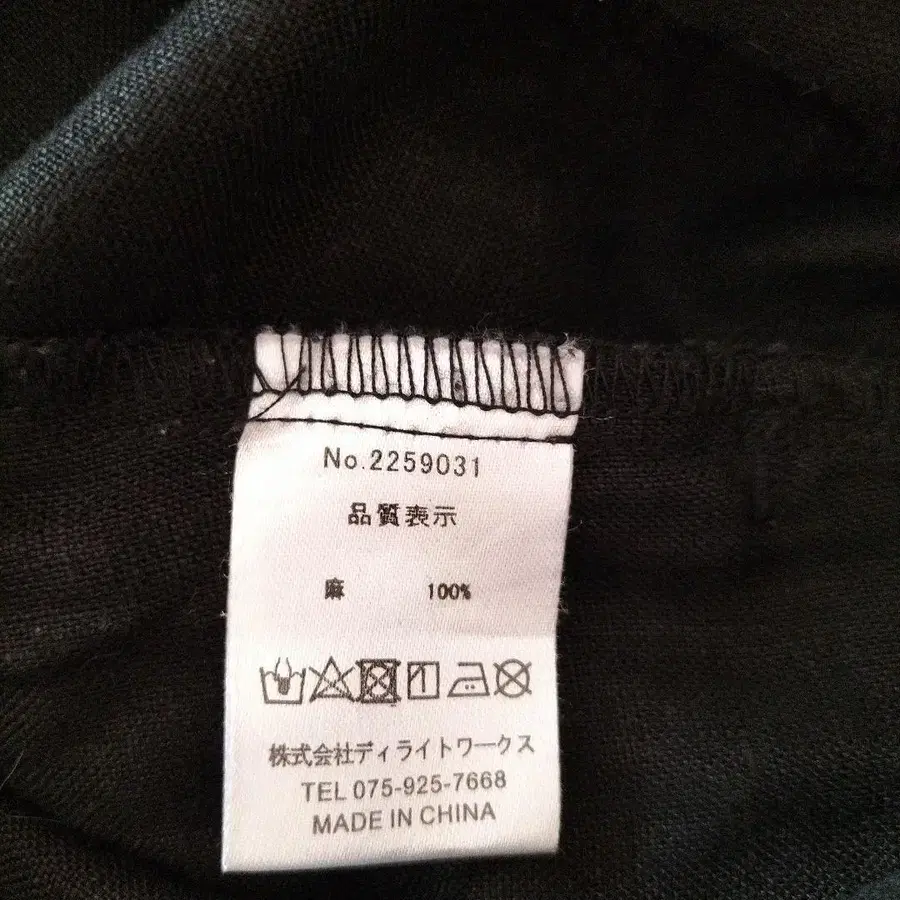 No.2259031
品質表示
麻 100%
株式会社ディライトワークス
TEL 075-925-7668
MADE IN CHINA